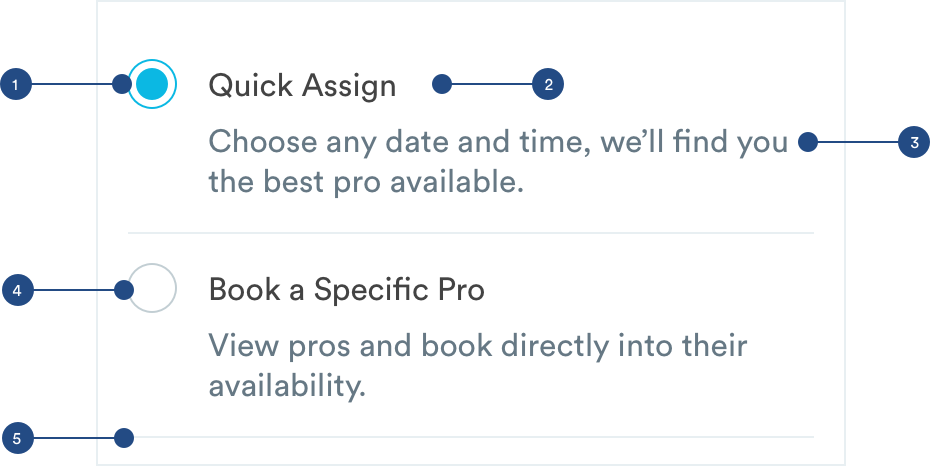 1
Quick Assign
2
Choose any date and time, we’ll find you
3
the best pro available.
4
Book a Specific Pro
View pros and book directly into their
availability.
5